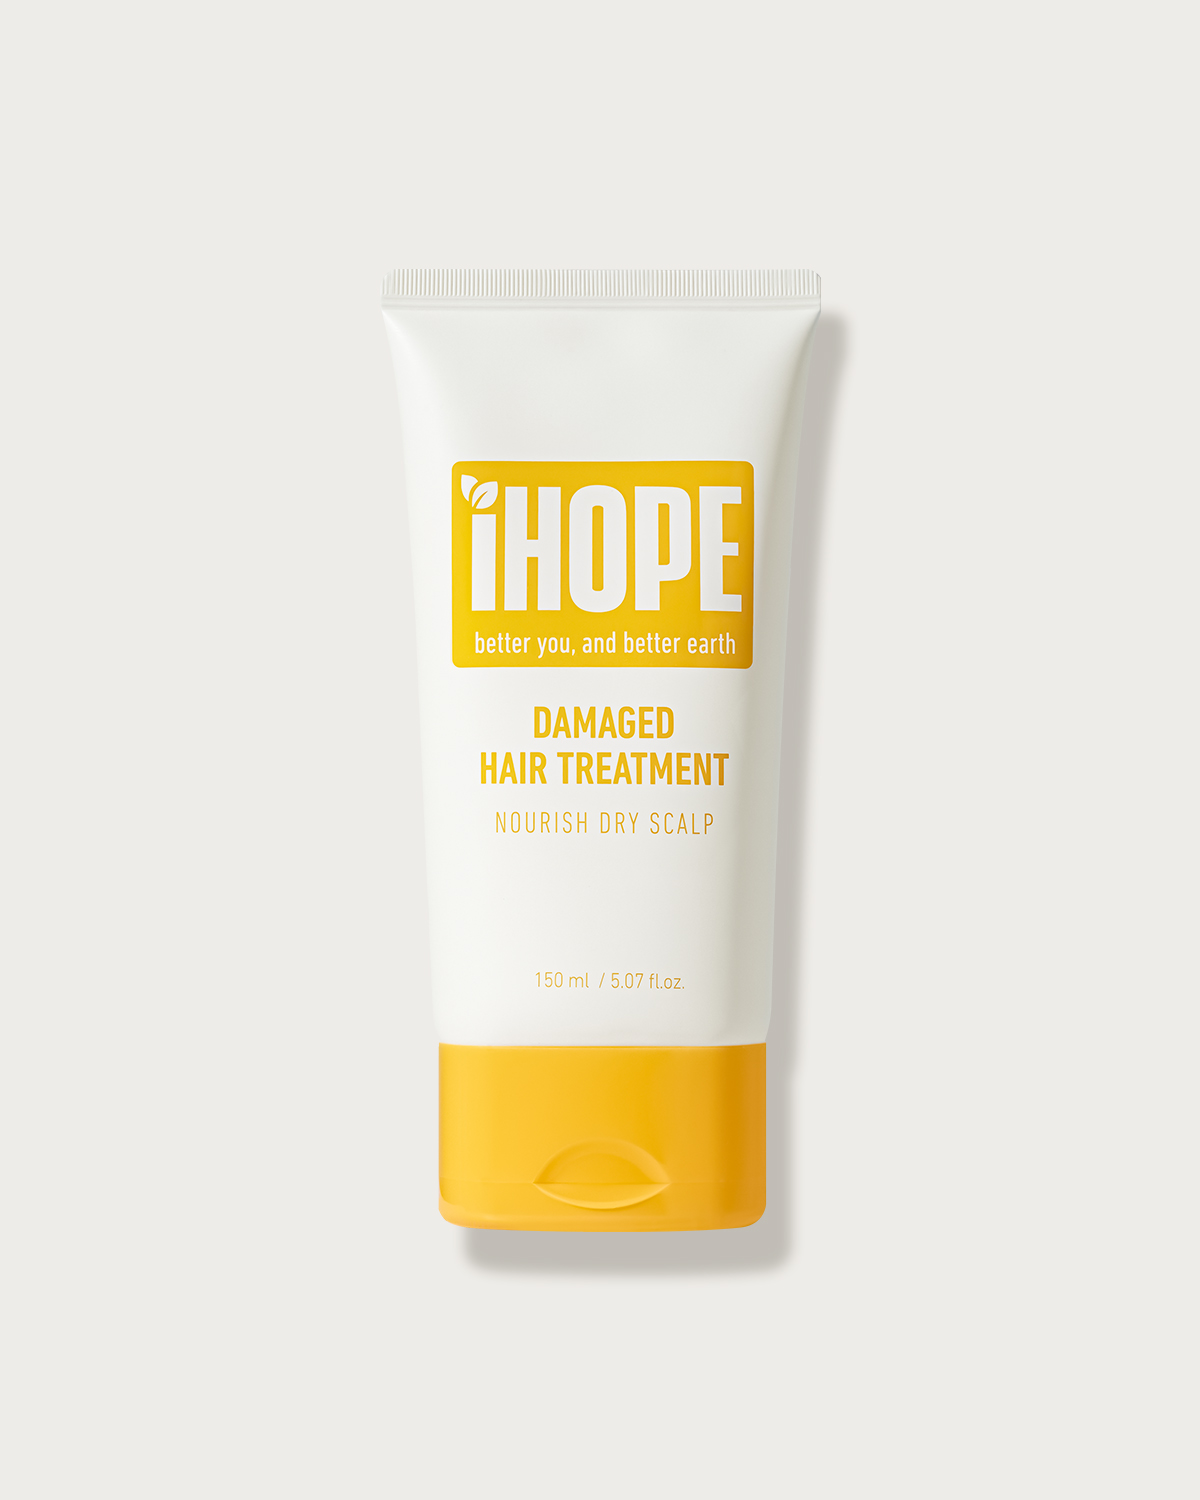 iHOPE
better you, and better earth
DAMAGED
HAIR TREATMENT
NOURISH DRY SCALP
150 ml / 5.07 fl.oz.